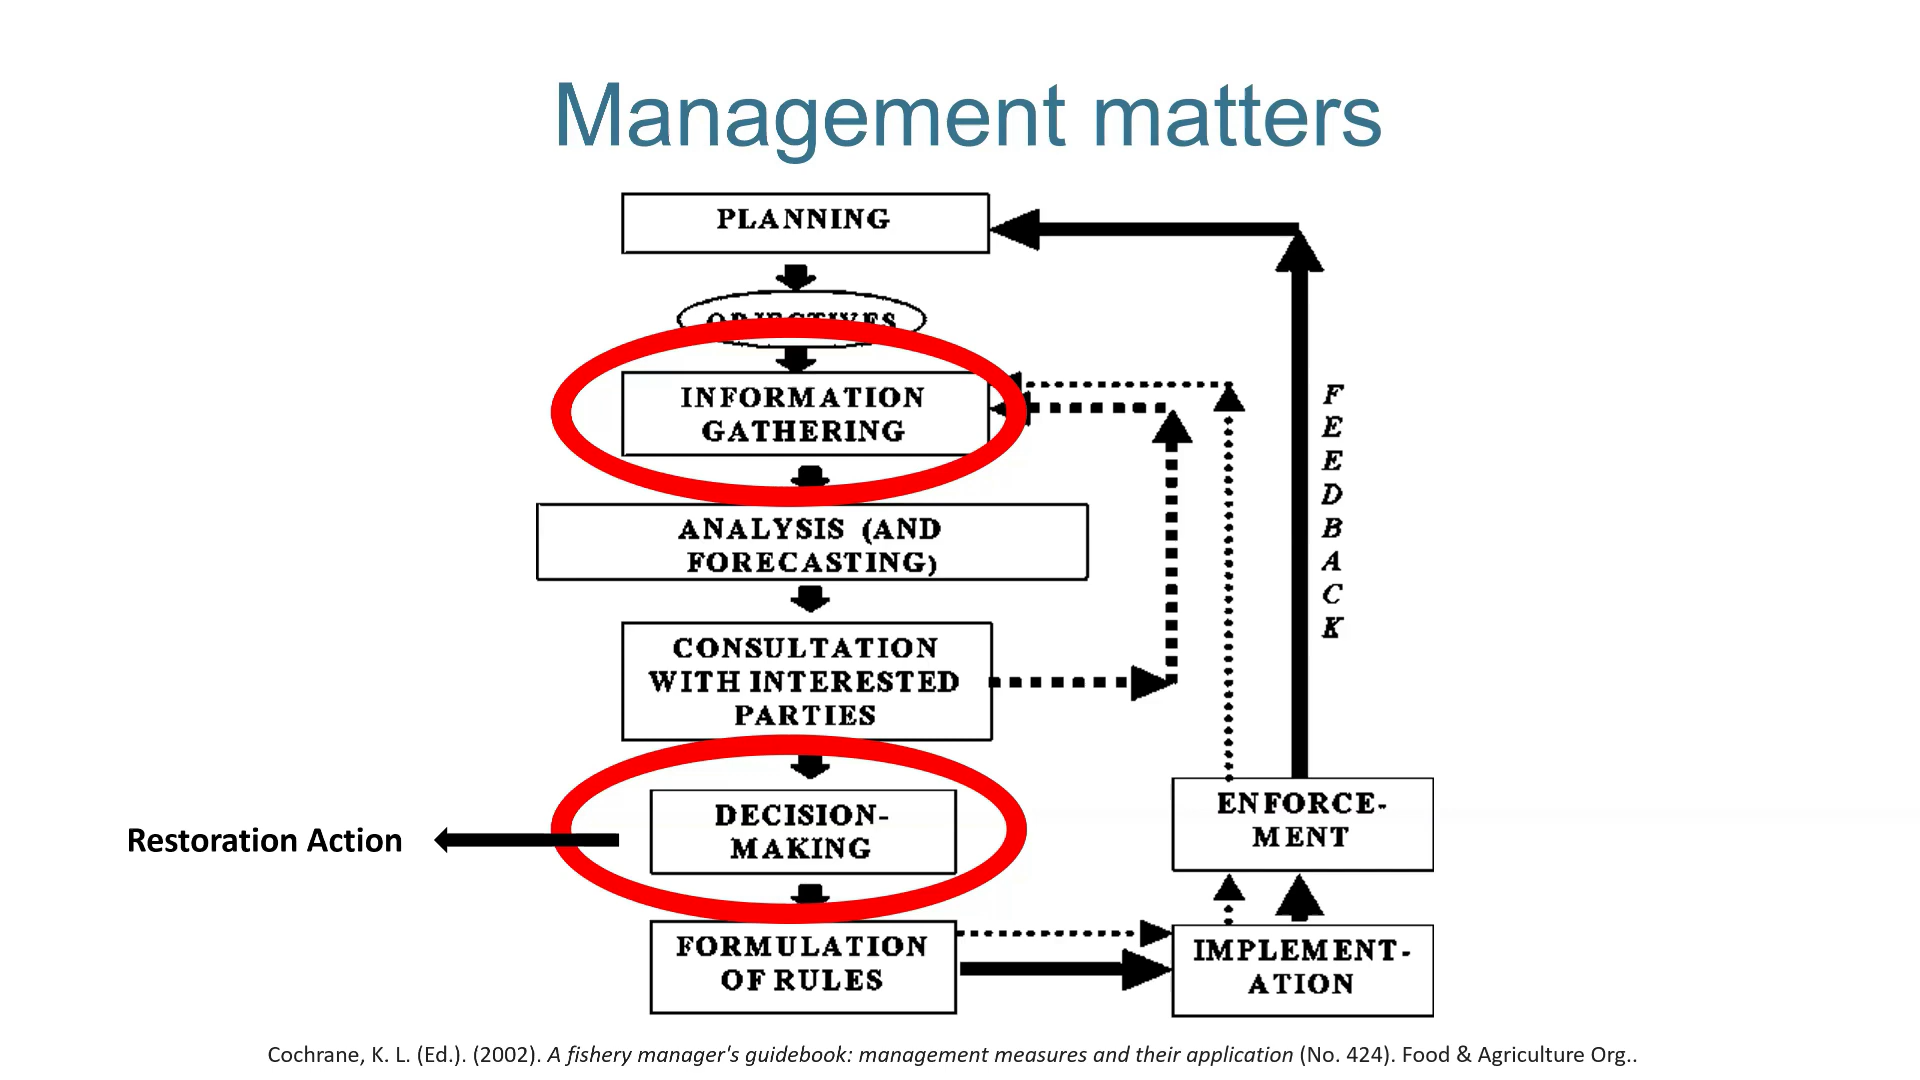 Management matters
PLANNING
OBJECTIVES
INFORMATION
GATHERING
ANALYSIS (AND
FORECASTING)
CONSULTATION
WITH INTERESTED
PARTIES
DECISION-
MAKING
Restoration Action
FORMULATION
OF RULES
IMPLEMENT-
ATION
ENFORCE-
MENT
FEEDBACK
Cochrane, K. L. (Ed.). (2002). A fishery manager's guidebook: management measures and their application (No. 424). Food & Agriculture Org..